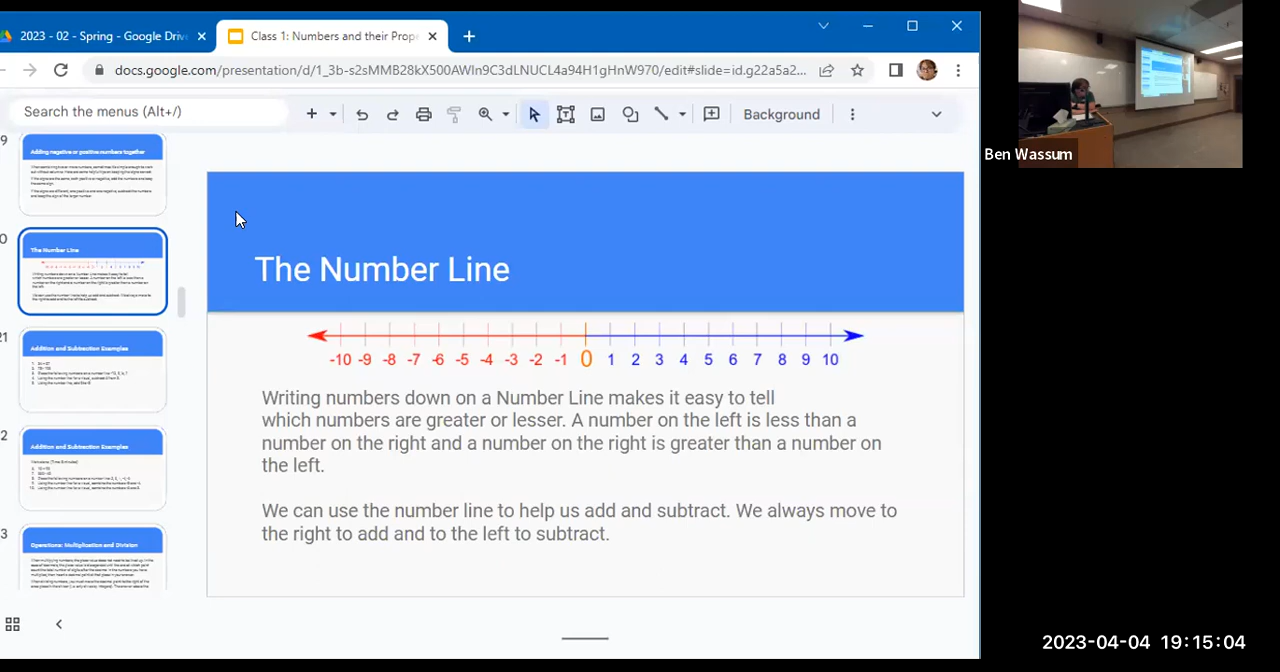 2023 - 02 - Spring - Google Driv
Class 1: Numbers and their Prop
docs.google.com/presentation/d/1_3b-s2sMMB28kX500AWIn9C3dLNUCL4a94H1gHnW970/edit#slide=id.g22a5a2...
Search the menus (Alt+/)
Background
Ben Wassum
9
Adding negative or positive numbers together
0
The Number Line
21
Addition and Subtraction Examples
2
Addition and Subtraction Examples
3
Operations: Multiplication and Division
The Number Line
-10 -9 -8 -7 -6 -5 -4 -3 -2 -1 0 1 2 3 4 5 6 7 8 9 10
Writing numbers down on a Number Line makes it easy to tell
which numbers are greater or lesser. A number on the left is less than a
number on the right and a number on the right is greater than a number on
the left.
We can use the number line to help us add and subtract. We always move to
the right to add and to the left to subtract.
2023-04-04 19:15:04